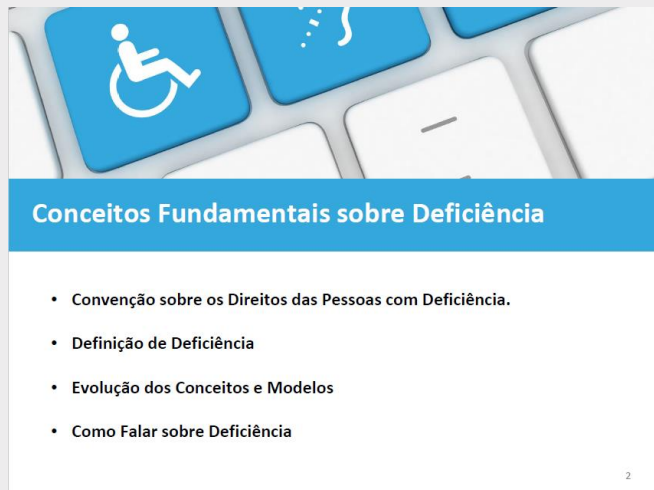 Conceitos Fundamentais sobre Deficiência
• Convenção sobre os Direitos das Pessoas com Deficiência.
• Definição de Deficiência
• Evolução dos Conceitos e Modelos
• Como Falar sobre Deficiência
2